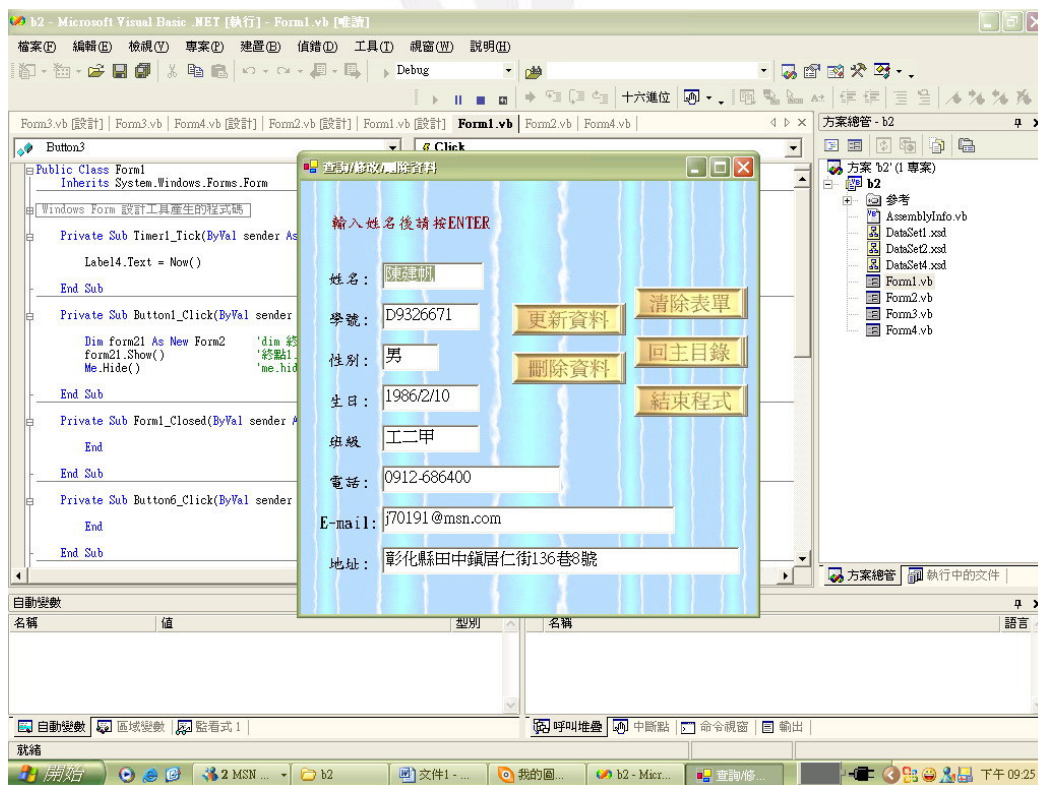 b2 - Microsoft Visual Basic .NET [執行] - Form1.vb [唯讀]
檔案(F) 編輯(E) 檢視(V) 專案(P) 建置(B) 偵錯(D) 工具(T) 視窗(W) 說明(H)
Debug
十六進位
Form3.vb [設計] Form3.vb Form4.vb [設計] Form2.vb [設計] Form1.vb [設計] Form1.vb Form2.vb Form4.vb
方案總管 - b2
Button3
Click
Public Class Form1
Inherits System.Windows.Forms.Form
Windows Form 設計工具產生的程式碼
Private Sub Timer1_Tick(ByVal sender As
Label4.Text = Now()
End Sub
Private Sub Button1_Click(ByVal sender
Dim form21 As New Form2 'dim 終
form21.Show() '終點1.
Me.Hide() 'me.hid
End Sub
Private Sub Form1_Closed(ByVal sender A
End
End Sub
Private Sub Button6_Click(ByVal sender
End
End Sub
查詢/修改/刪除資料
輸入姓名後請按ENTER
姓名: 陳建帆
學號: D9326671
性別: 男
生日: 1986/2/10
班級 工二甲
電話: 0912-686400
E-mail: j70191@msn.com
地址: 彰化縣田中鎮居仁街136巷8號
更新資料
刪除資料
清除表單
回主目錄
結束程式
方案 'b2' (1 專案)
b2
參考
AssemblyInfo.vb
DataSet1.xsd
DataSet2.xsd
DataSet4.xsd
Form1.vb
Form2.vb
Form3.vb
Form4.vb
方案總管 執行中的文件
自動變數
名稱 值 型別
名稱 語言
自動變數 區域變數 監看式 1
呼叫堆疊 中斷點 命令視窗 輸出
就緒
開始 2 MSN ... b2 文件1 - ... 我的圖... b2 - Micr... 查詢/修... 下午 09:25